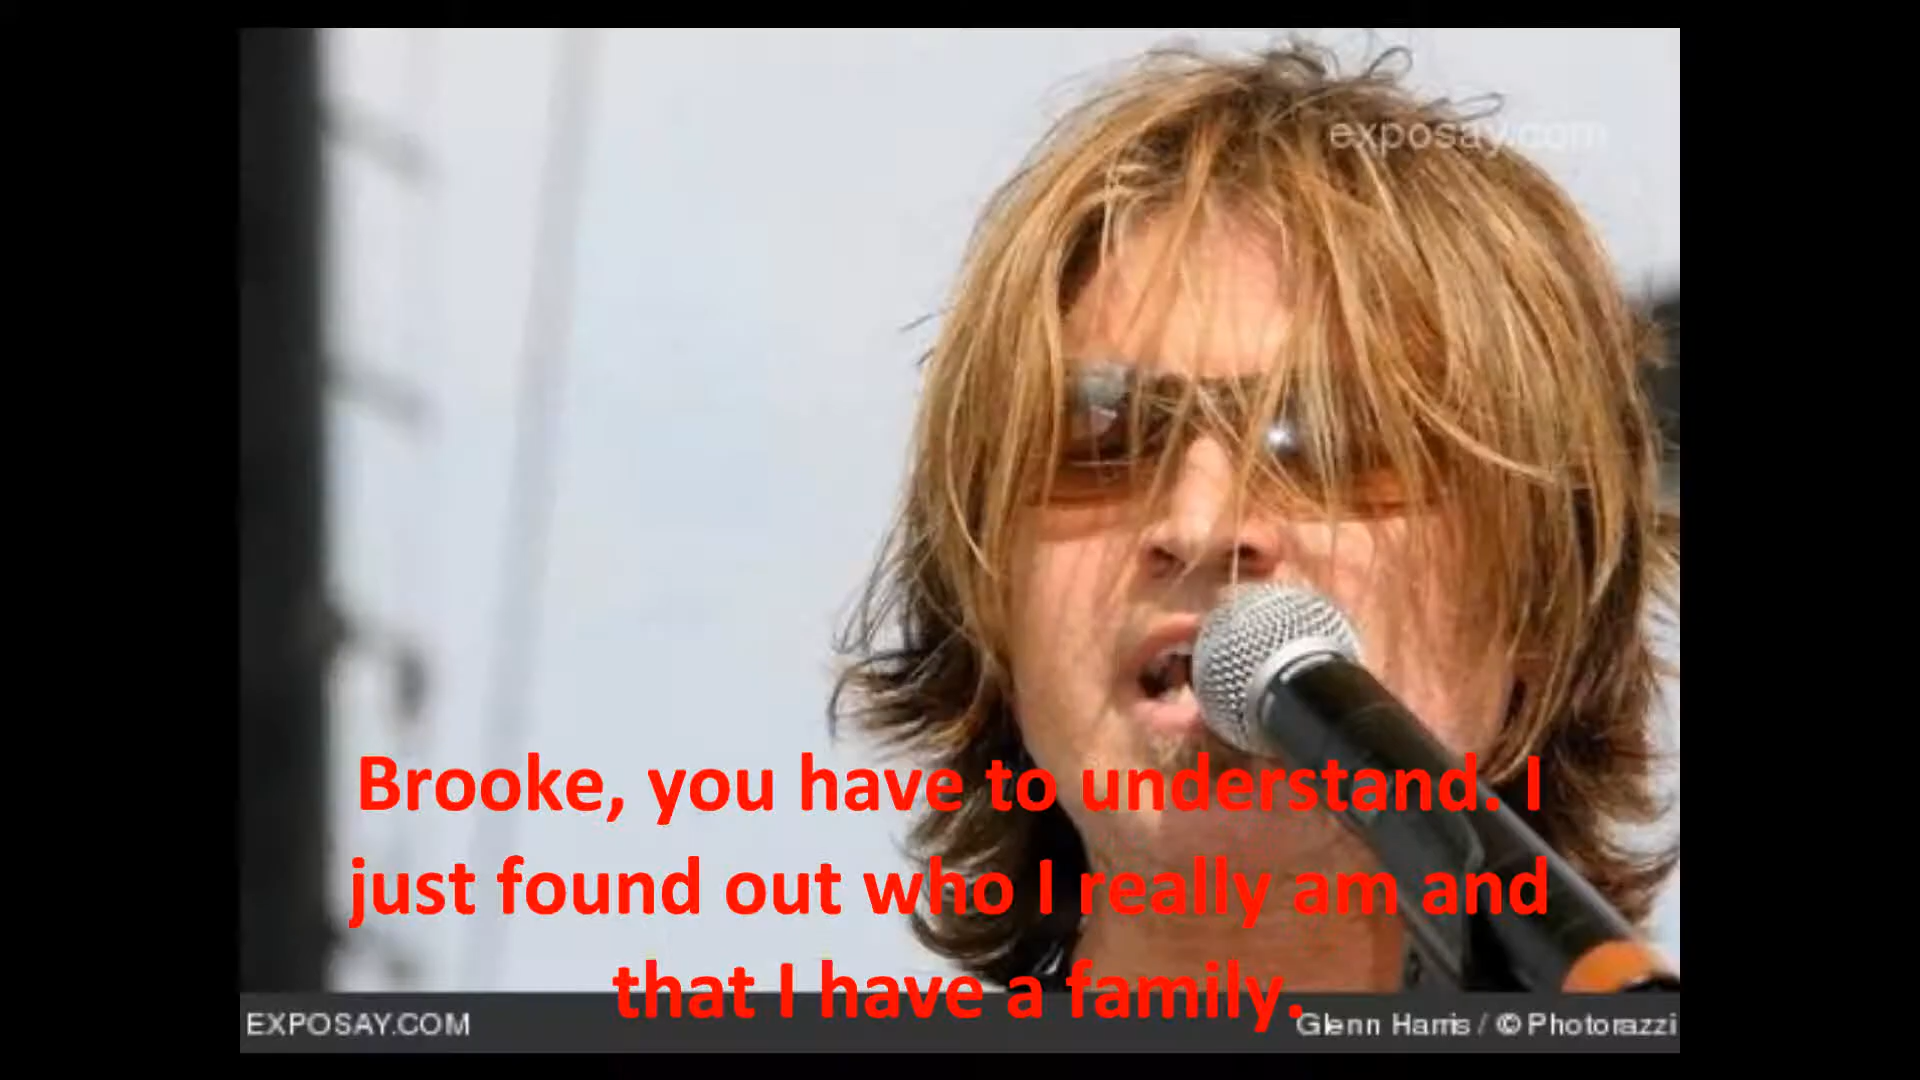 exposay.com
Brooke, you have to understand. I
just found out who I really am and
that I have a family.
EXPOSAY.COM
Glenn Harris / © Photorazzi